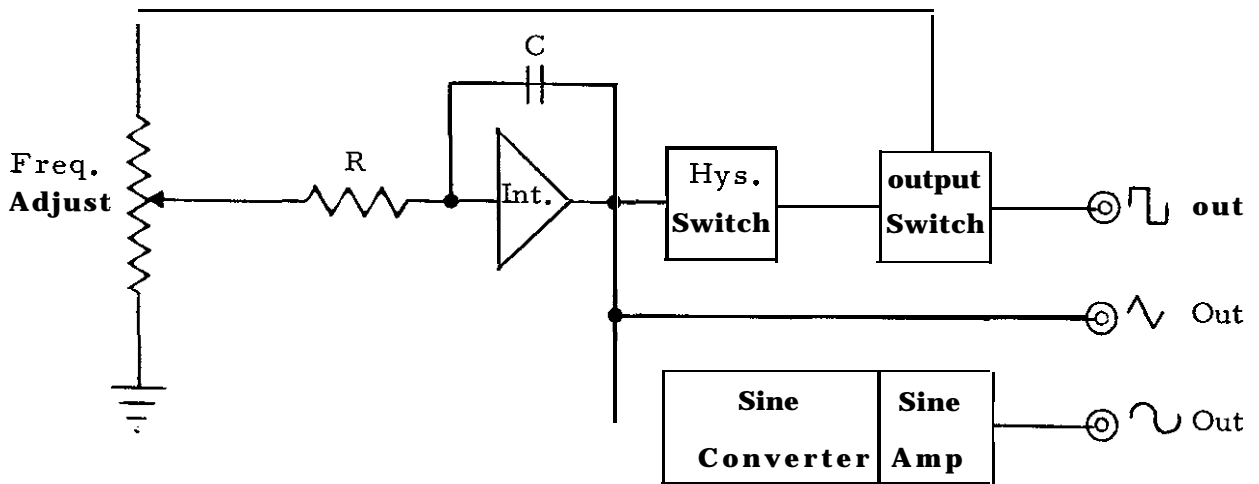 C
Freq.
Adjust
R
Int.
Hys.
Switch
output
Switch
out
Out
Sine
Converter
Sine
Amp
Out